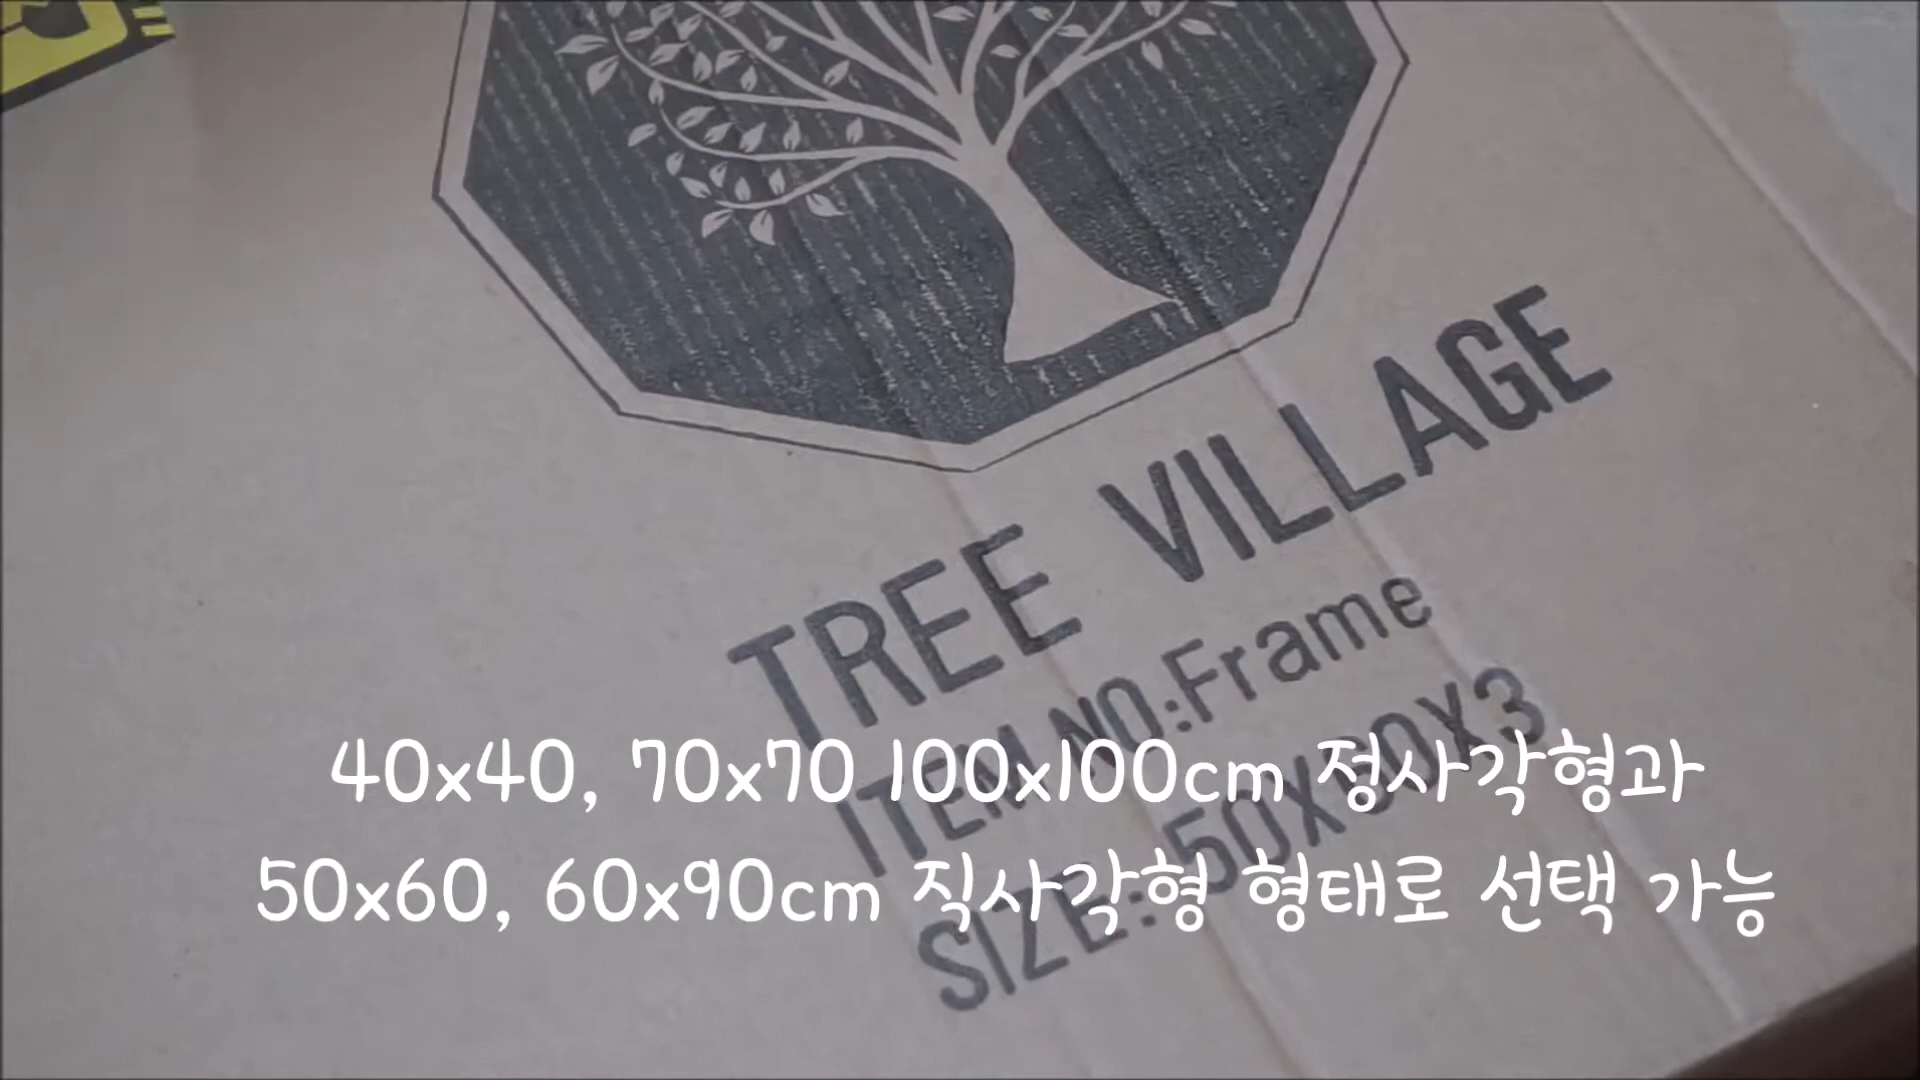 TREE VILLAGE
ITEM NO:Frame
SIZE: 50X60X3
40x40, 70x70 100x100cm 정사각형과
50x60, 60x90cm 직사각형 형태로 선택 가능